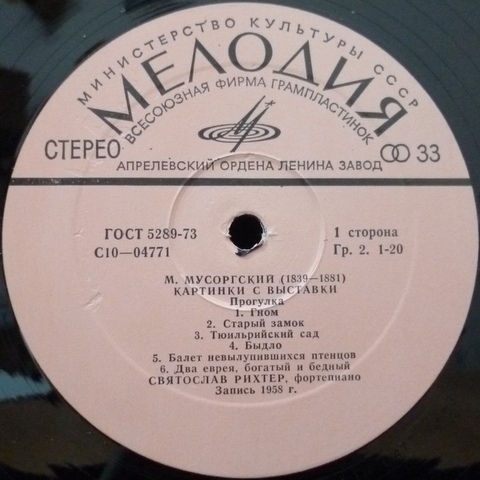 МИНИСТЕРСТВО КУЛЬТУРЫ СССР
МЕЛОДИЯ
ВСЕСОЮЗНАЯ ФИРМА ГРАМПЛАСТИНОК
СТЕРЕО
33
АПРЕЛЕВСКИЙ ОРДЕНА ЛЕНИНА ЗАВОД
ГОСТ 5289-73
1 сторона
С10—04771
Гр. 2. 1-20
М. МУСОРГСКИЙ (1839—1881)
КАРТИНКИ С ВЫСТАВКИ
Прогулка
1. Гном
2. Старый замок
3. Тюильрийский сад
4. Быдло
5. Балет невылупившихся птенцов
6. Два еврея, богатый и бедный
СВЯТОСЛАВ РИХТЕР, фортепиано
Запись 1958 г.